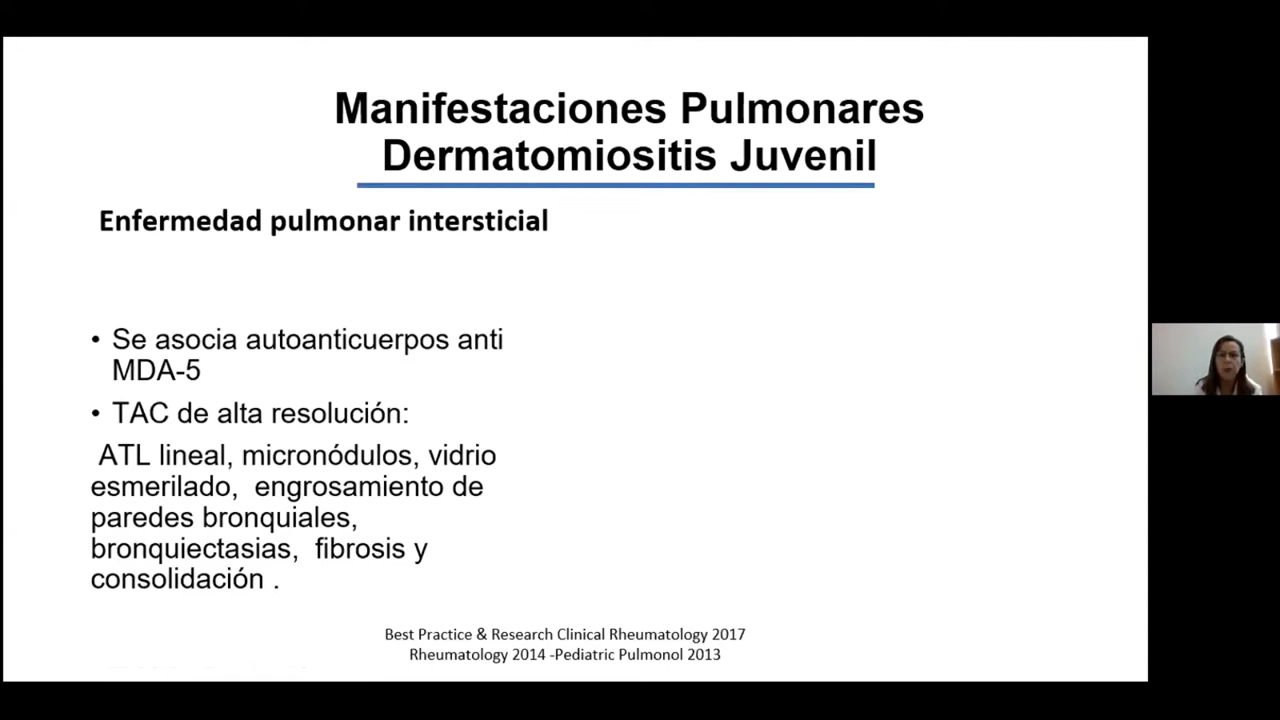 Manifestaciones Pulmonares
Dermatomiositis Juvenil
Enfermedad pulmonar intersticial
• Se asocia autoanticuerpos anti
MDA-5
• TAC de alta resolución:
ATL lineal, micronódulos, vidrio
esmerilado, engrosamiento de
paredes bronquiales,
bronquiectasias, fibrosis y
consolidación .
Best Practice & Research Clinical Rheumatology 2017
Rheumatology 2014 -Pediatric Pulmonol 2013